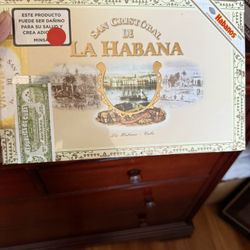 ESTE PRODUCTO
PUEDE SER DAÑINO
PARA SU SALUD Y
CREA ADIC
MINSA
Habanos
SAN CRISTOBAL
DE
LA HABANA
La Habana - Cuba